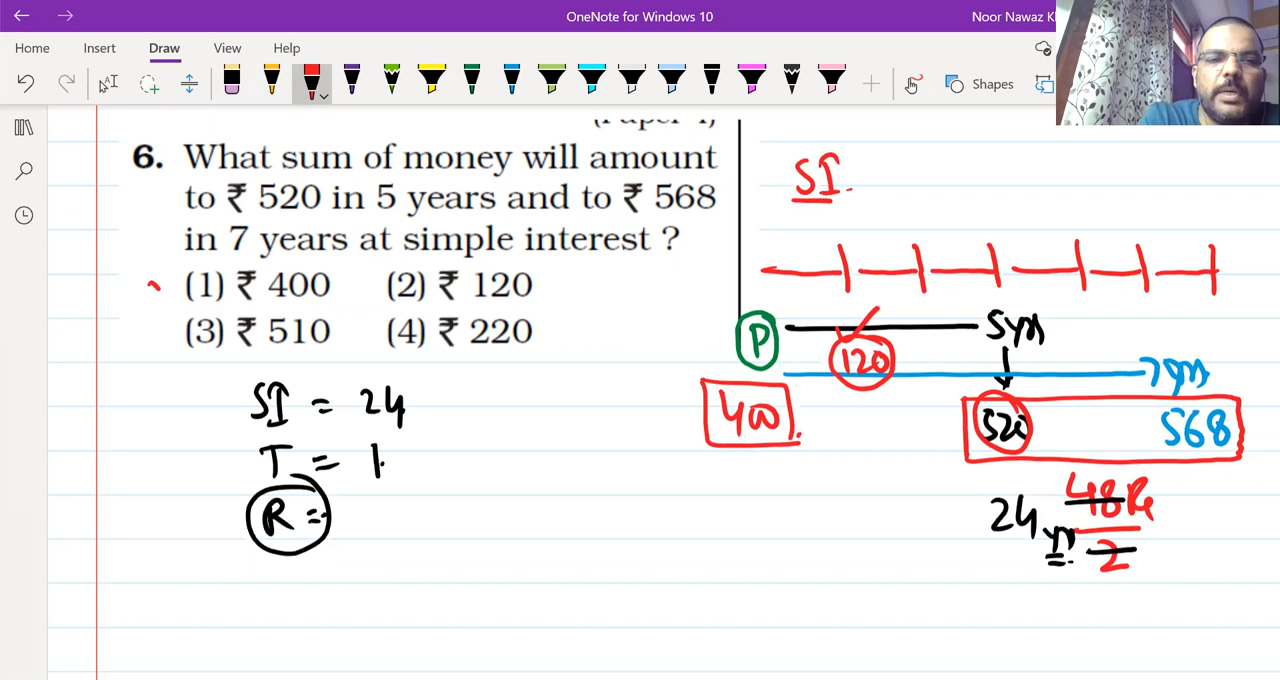 OneNote for Windows 10
Noor Nawaz
Home Insert Draw View Help
Shapes
6. What sum of money will amount
to ₹ 520 in 5 years and to ₹ 568
in 7 years at simple interest ?
(1) ₹ 400 (2) ₹ 120
(3) ₹ 510 (4) ₹ 220
SI = 24
T = 1
R =
SI.
P 5yrs
120
7yrs
400
520 568
48
24 yr 2